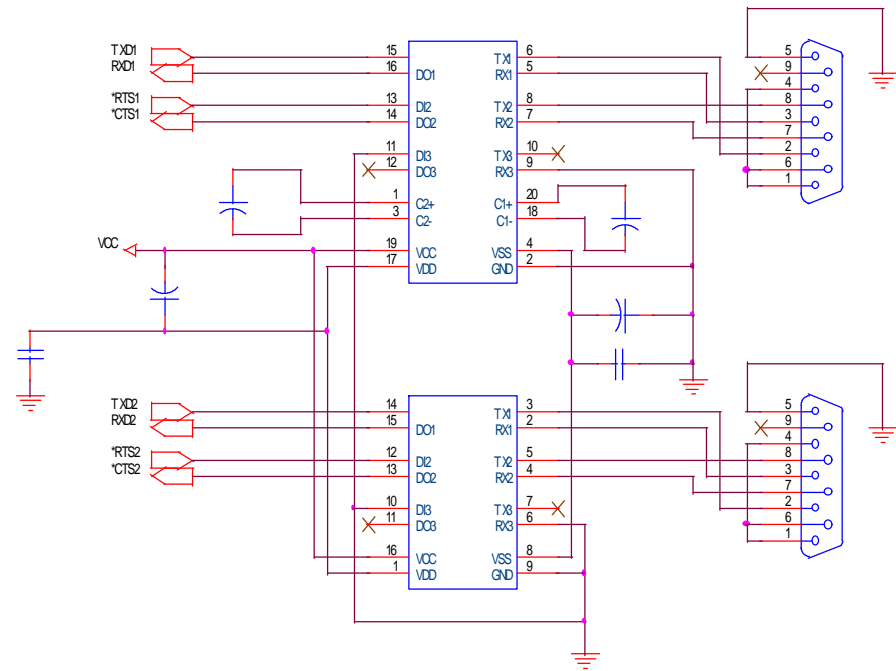 TXD1 15 6 TX1 5
RXD1 16 DO1 5 RX1 9
4
*RTS1 13 DI2 8 TX2 8
*CTS1 14 DO2 7 RX2 3
7
11 DI3 10 TX3 2
12 DO3 9 RX3 6
1
1 C2+ 20 C1+
3 C2- 18 C1-
VCC 19 VCC 4 VSS
17 VDD 2 GND
TXD2 14 3 TX1 5
RXD2 15 DO1 2 RX1 9
4
*RTS2 12 DI2 5 TX2 8
*CTS2 13 DO2 4 RX2 3
7
10 DI3 7 TX3 2
11 DO3 6 RX3 6
1
16 VCC 8 VSS
1 VDD 9 GND